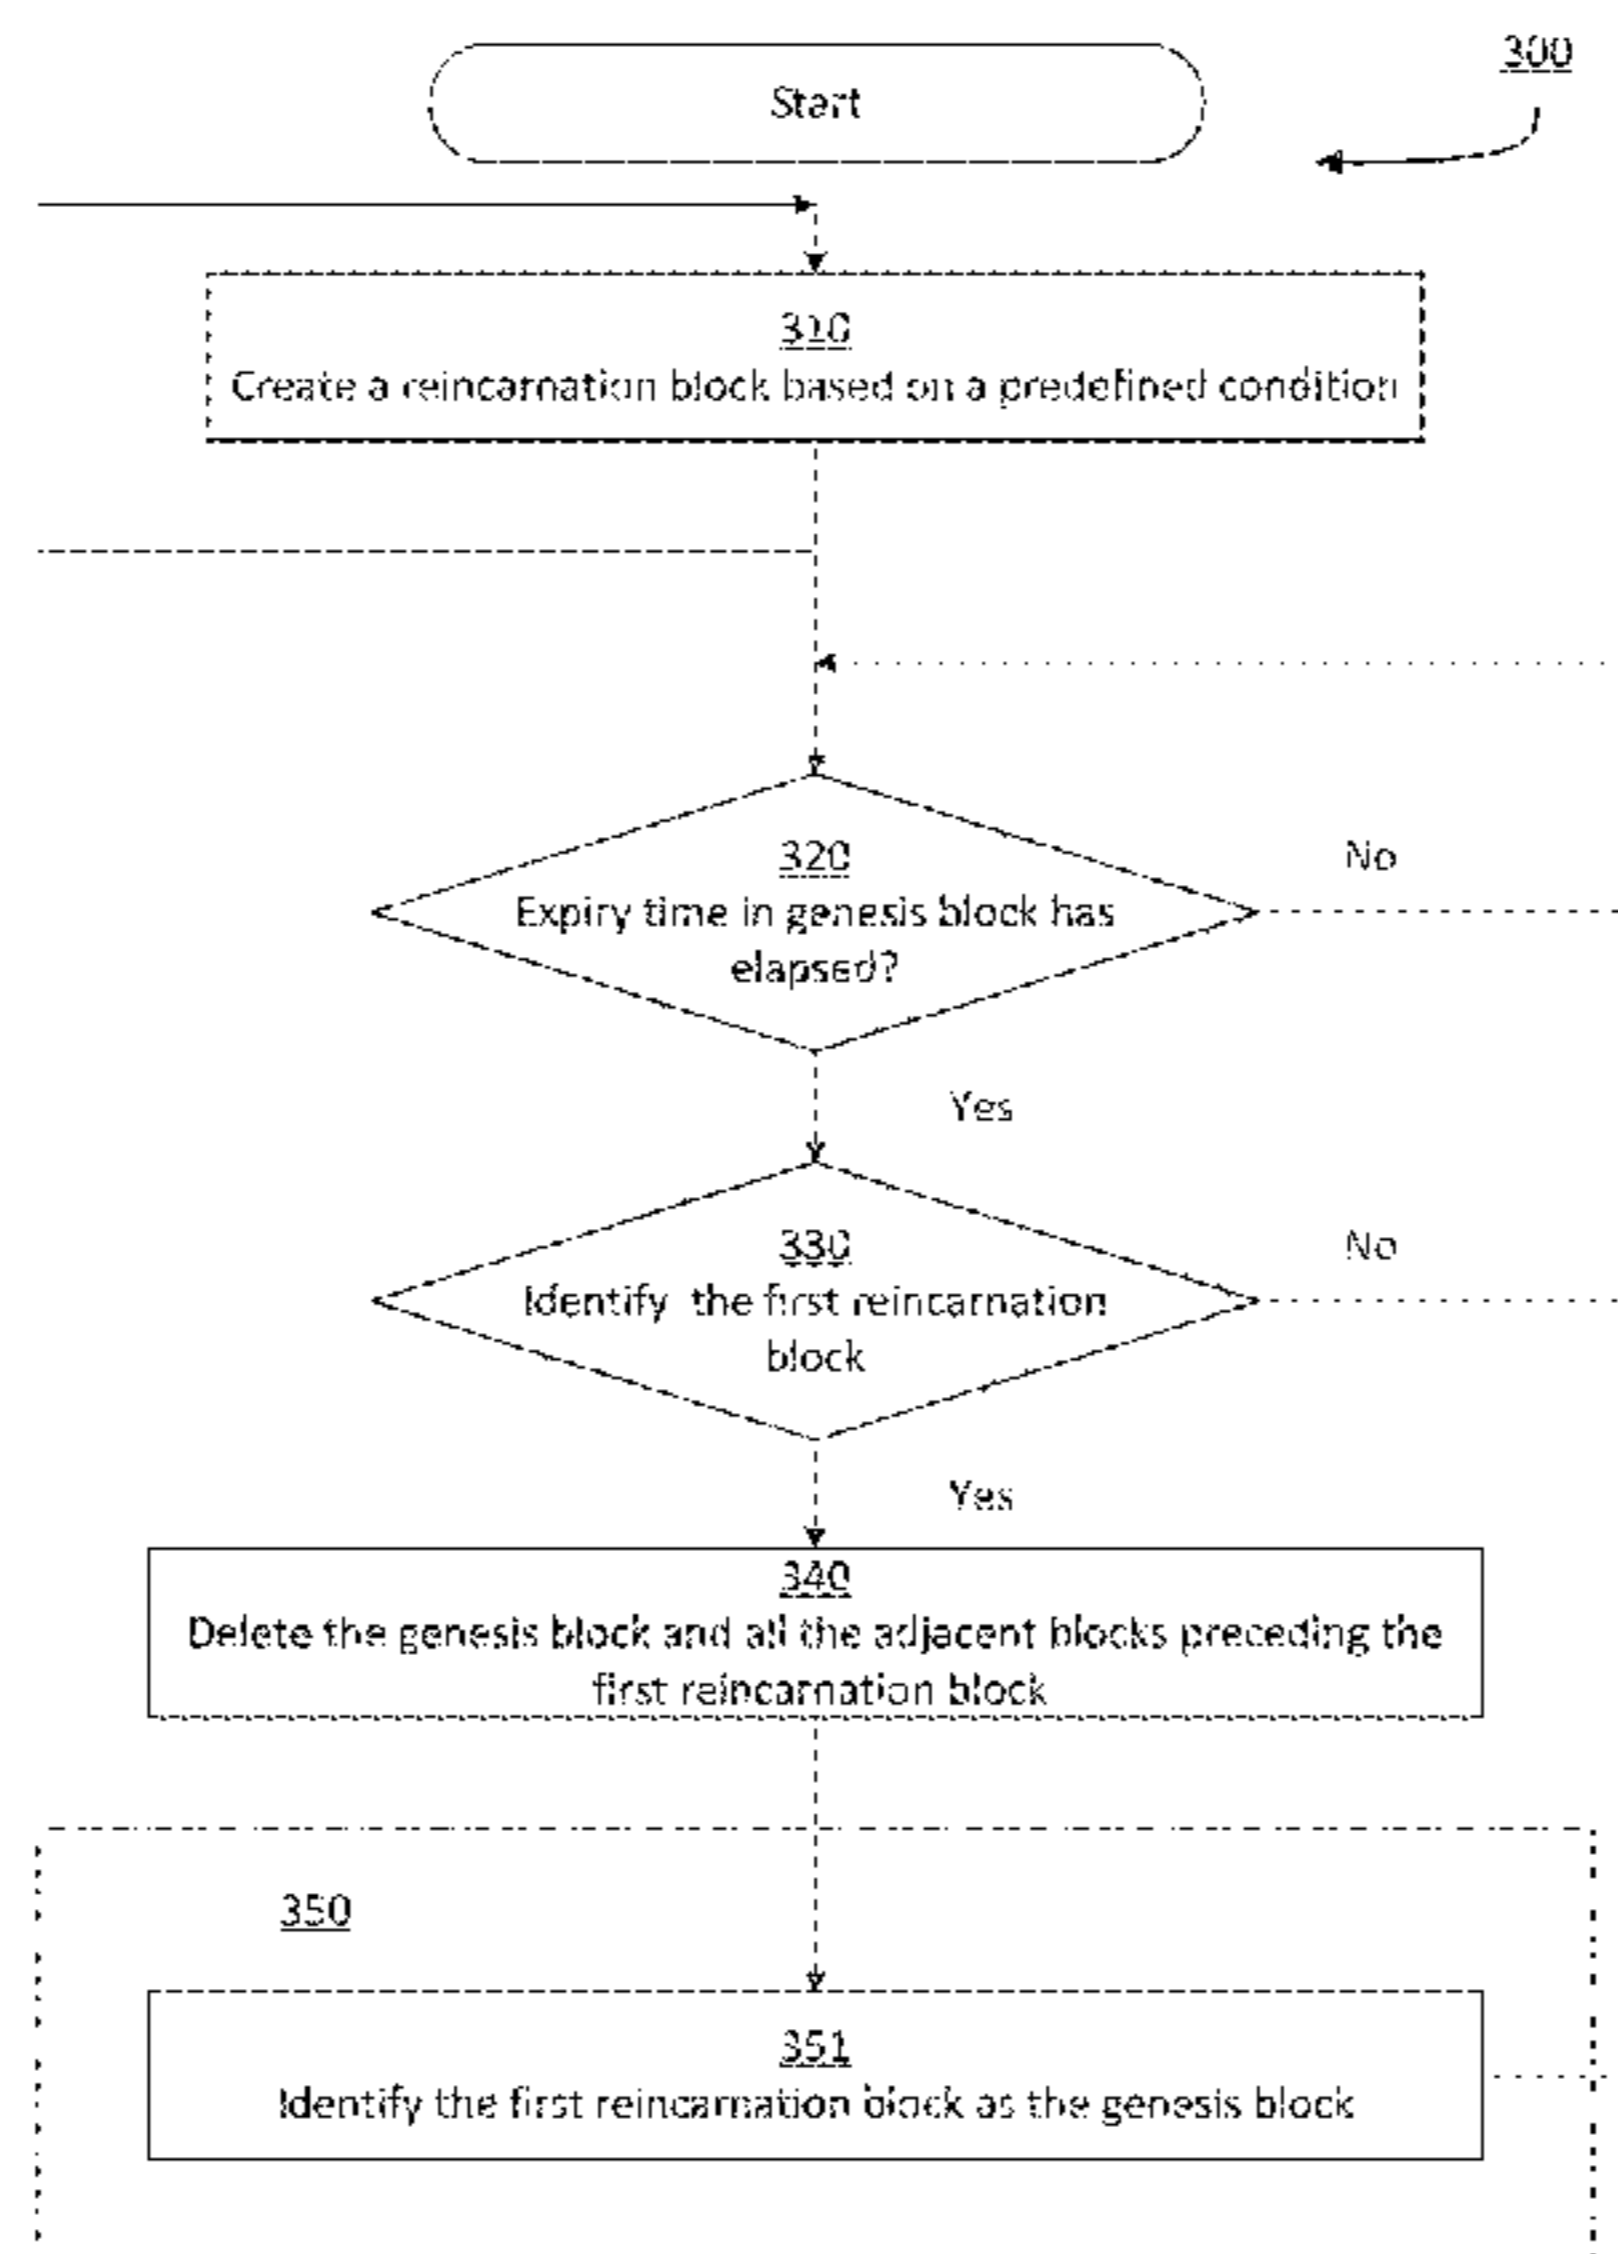 300
Start
310
Create a reincarnation block based on a predefined condition
320
Expiry time in genesis block has
elapsed?
No
Yes
330
Identify the first reincarnation
block
No
Yes
340
Delete the genesis block and all the adjacent blocks preceding the
first reincarnation block
350
351
Identify the first reincarnation block as the genesis block